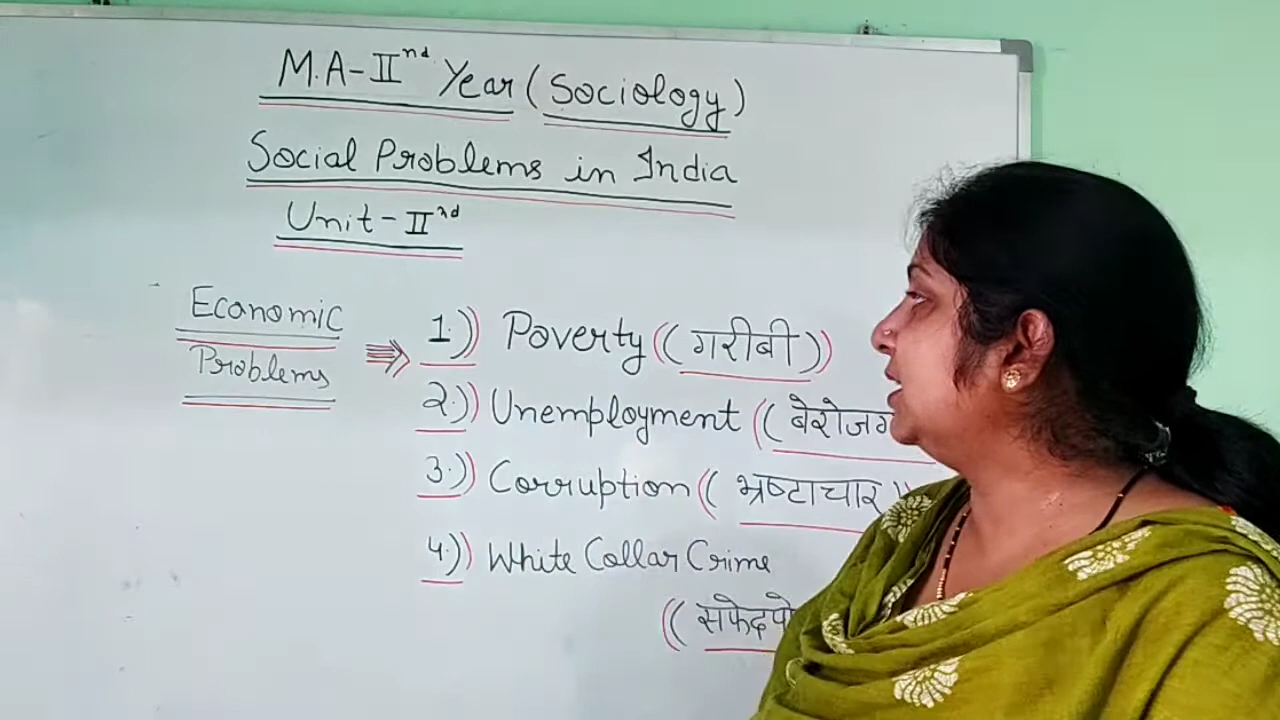 M.A-IInd Year (Sociology)
Social Problems in India
Unit-IInd
Economic
Problems
1.)) Poverty ((गरीबी))
2.)) Unemployment ((
3.)) Corruption ((भ्रष्टाचार))
4.)) White Collar Crime
((